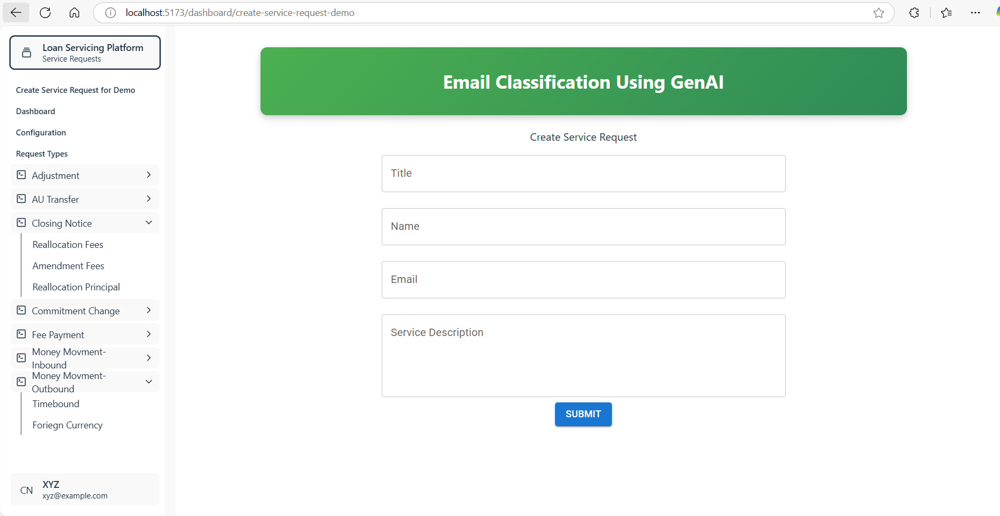 localhost:5173/dashboard/create-service-request-demo
Loan Servicing Platform
Service Requests
Create Service Request for Demo
Dashboard
Configuration
Request Types
Adjustment
AU Transfer
Closing Notice
Reallocation Fees
Amendment Fees
Reallocation Principal
Commitment Change
Fee Payment
Money Movment-
Inbound
Money Movment-
Outbound
Timebound
Foriegn Currency
CN
XYZ
xyz@example.com
Email Classification Using GenAI
Create Service Request
Title
Name
Email
Service Description
SUBMIT